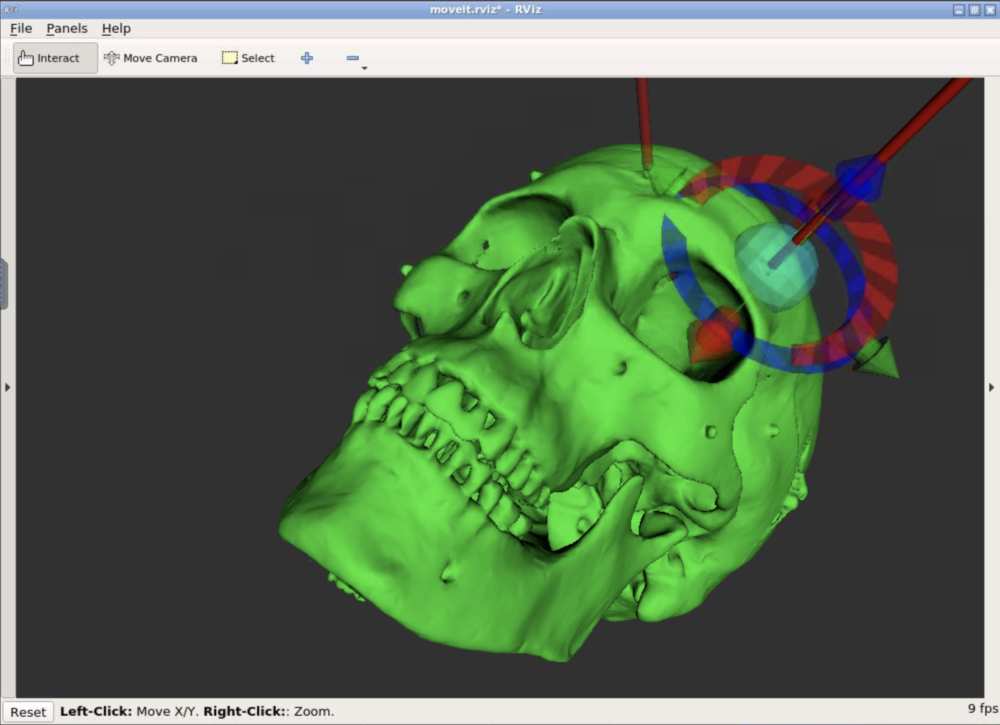 RViz
moveit.rviz* - RViz
File Panels Help
Interact Move Camera Select
Reset Left-Click: Move X/Y. Right-Click:: Zoom. 9 fps